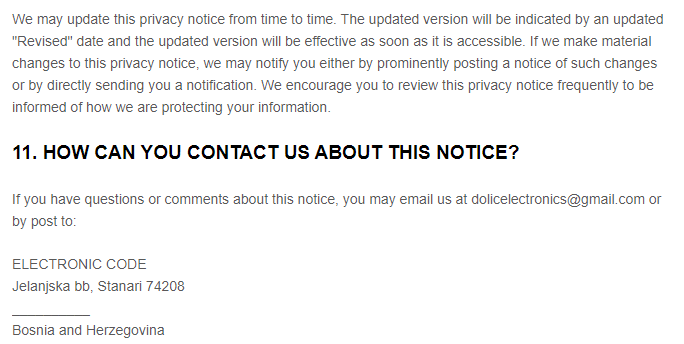 We may update this privacy notice from time to time. The updated version will be indicated by an updated
"Revised" date and the updated version will be effective as soon as it is accessible. If we make material
changes to this privacy notice, we may notify you either by prominently posting a notice of such changes
or by directly sending you a notification. We encourage you to review this privacy notice frequently to be
informed of how we are protecting your information.
11. HOW CAN YOU CONTACT US ABOUT THIS NOTICE?
If you have questions or comments about this notice, you may email us at dolicelectronics@gmail.com or
by post to:
ELECTRONIC CODE
Jelanjska bb, Stanari 74208
__________
Bosnia and Herzegovina